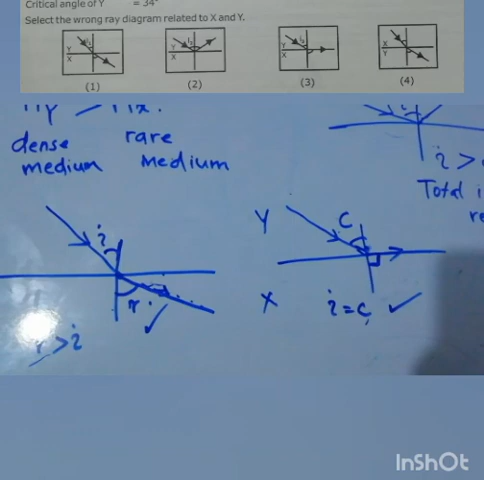 Critical angle of Y = 34°
Select the wrong ray diagram related to X and Y.
Y
X
Y
X
Y
X
Y
X
(1) (2) (3) (4)
dense rare
medium medium
i >
Total i
re
i
r
r > i
Y C
X i = c
InShOt